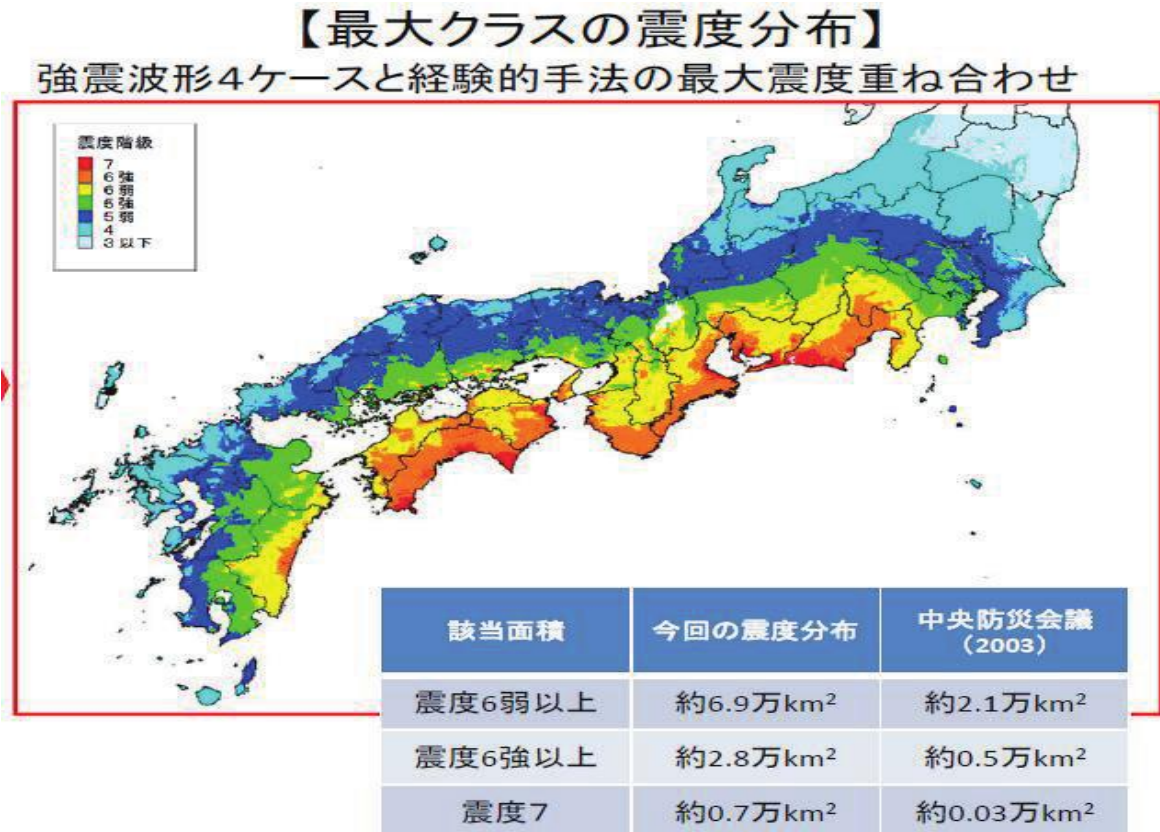 【最大クラスの震度分布】
強震波形4ケースと経験的手法の最大震度重ね合わせ
震度階級
7
6強
6弱
6強
5弱
4
3以下
該当面積 今回の震度分布 中央防災会議
（2003）
震度6弱以上 約6.9万km² 約2.1万km²
震度6強以上 約2.8万km² 約0.5万km²
震度7 約0.7万km² 約0.03万km²